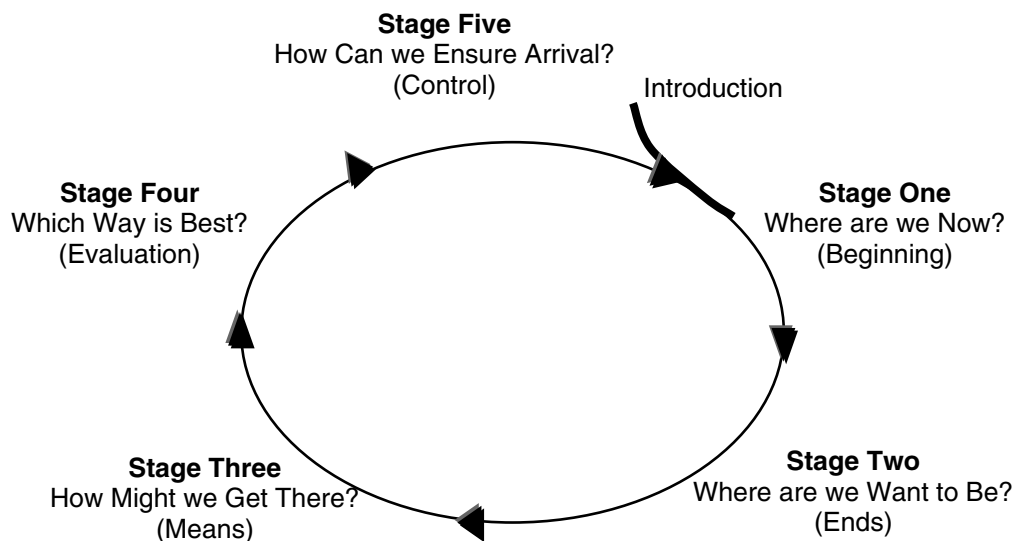 Stage Five
How Can we Ensure Arrival?
(Control)
Introduction
Stage One
Where are we Now?
(Beginning)
Stage Two
Where are we Want to Be?
(Ends)
Stage Three
How Might we Get There?
(Means)
Stage Four
Which Way is Best?
(Evaluation)